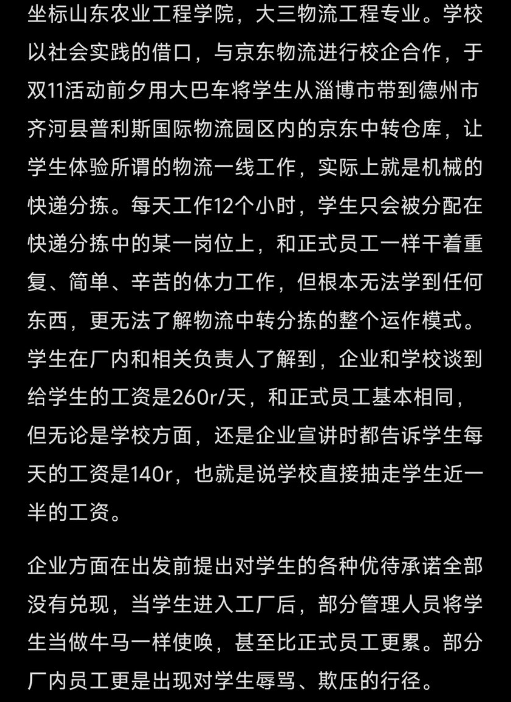 坐标山东农业工程学院，大三物流工程专业。学校
以社会实践的借口，与京东物流进行校企合作，于
双11活动前夕用大巴车将学生从淄博市带到德州市
齐河县普利斯国际物流园区内的京东中转仓库，让
学生体验所谓的物流一线工作，实际上就是机械的
快递分拣。每天工作12个小时，学生只会被分配在
快递分拣中的某一岗位上，和正式员工一样干着重
复、简单、辛苦的体力工作，但根本无法学到任何
东西，更无法了解物流中转分拣的整个运作模式。
学生在厂内和相关负责人了解到，企业和学校谈到
给学生的工资是260r/天，和正式员工基本相同，
但无论是学校方面，还是企业宣讲时都告诉学生每
天的工资是140r，也就是说学校直接抽走学生近一
半的工资。
企业方面在出发前提出对学生的各种优待承诺全部
没有兑现，当学生进入工厂后，部分管理人员将学
生当做牛马一样使唤，甚至比正式员工更累。部分
厂内员工更是出现对学生辱骂、欺压的行径。